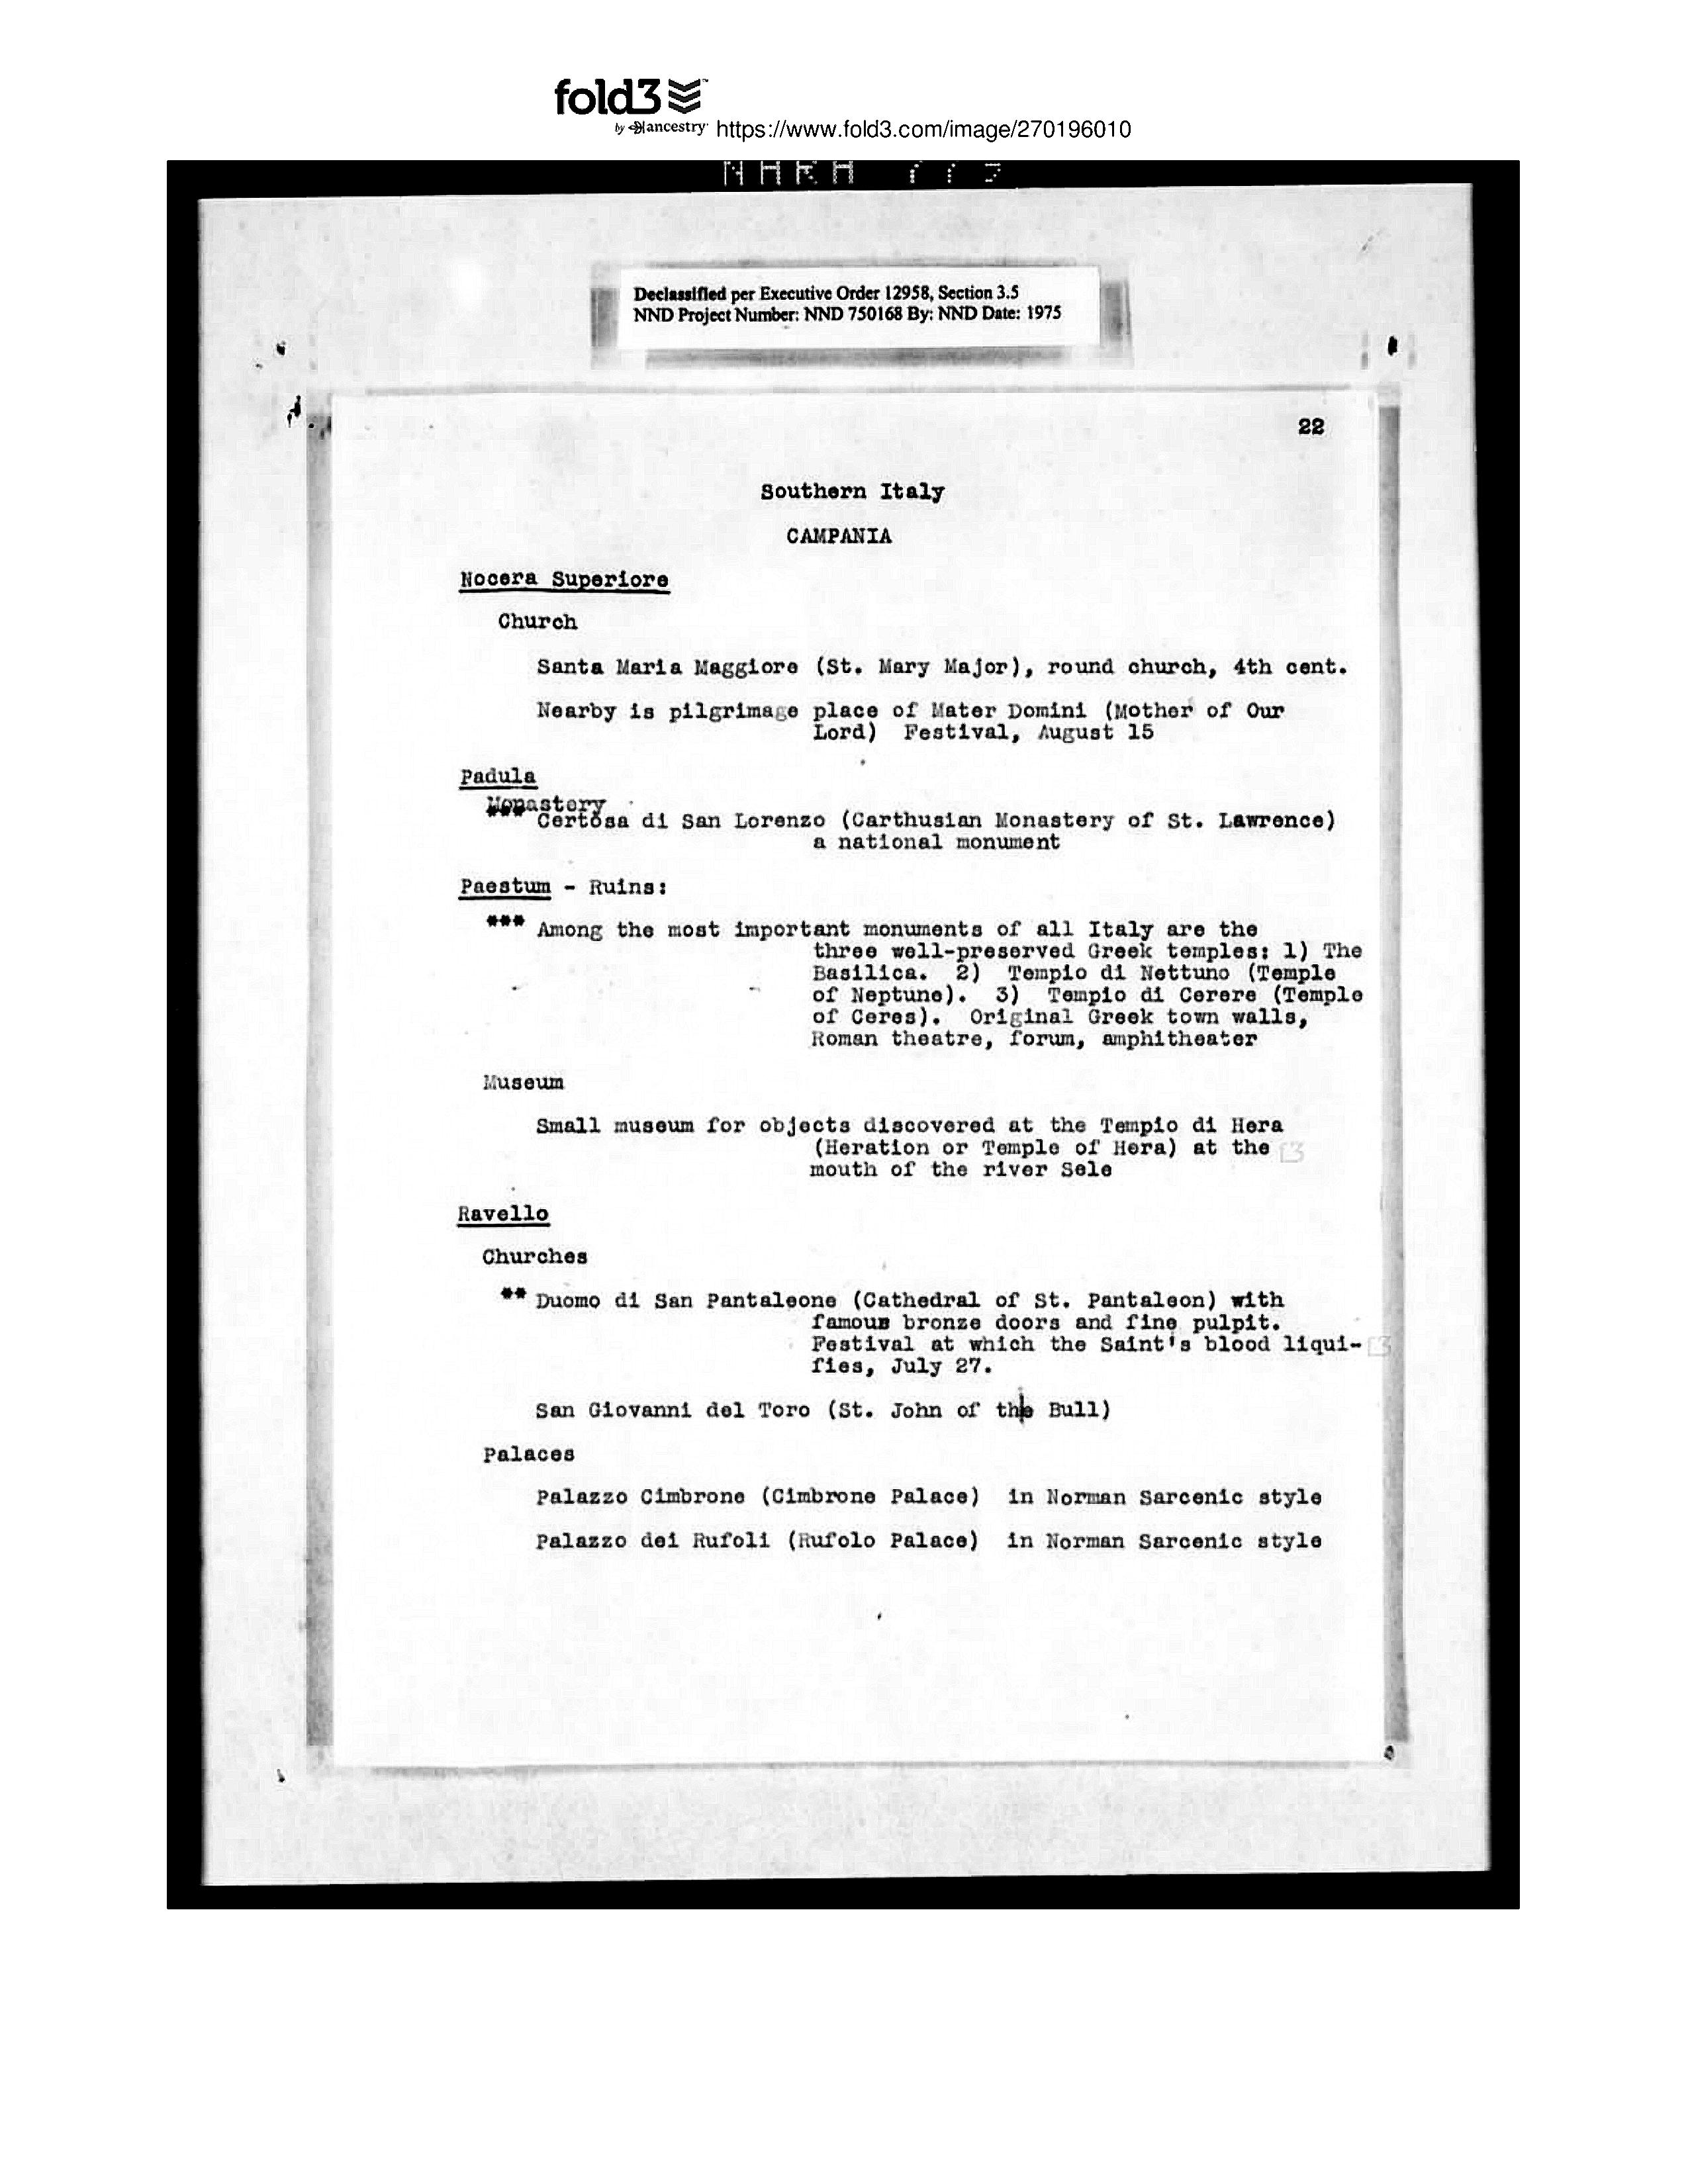 fold3
by ancestry https://www.fold3.com/image/270196010
NARA 775
Declassified per Executive Order 12958, Section 3.5
NND Project Number: NND 750168 By: NND Date: 1975
22
Southern Italy
CAMPANIA
Nocera Superiore
Church
Santa Maria Maggiore (St. Mary Major), round church, 4th cent.
Nearby is pilgrimage place of Mater Domini (Mother of Our
Lord)  Festival, August 15
Padula
Monastery
*** Certosa di San Lorenzo (Carthusian Monastery of St. Lawrence)
a national monument
Paestum - Ruins:
*** Among the most important monuments of all Italy are the
three well-preserved Greek temples: 1) The
Basilica.  2)  Tempio di Nettuno (Temple
of Neptune).  3)  Tempio di Cerere (Temple
of Ceres).  Original Greek town walls,
Roman theatre, forum, amphitheater
Museum
Small museum for objects discovered at the Tempio di Hera
(Heration or Temple of Hera) at the
mouth of the river Sele
Ravello
Churches
** Duomo di San Pantaleone (Cathedral of St. Pantaleon) with
famous bronze doors and fine pulpit.
Festival at which the Saint's blood liqui-
fies, July 27.
San Giovanni del Toro (St. John of the Bull)
Palaces
Palazzo Cimbrone (Cimbrone Palace)  in Norman Sarcenic style
Palazzo dei Rufoli (Rufolo Palace)  in Norman Sarcenic style